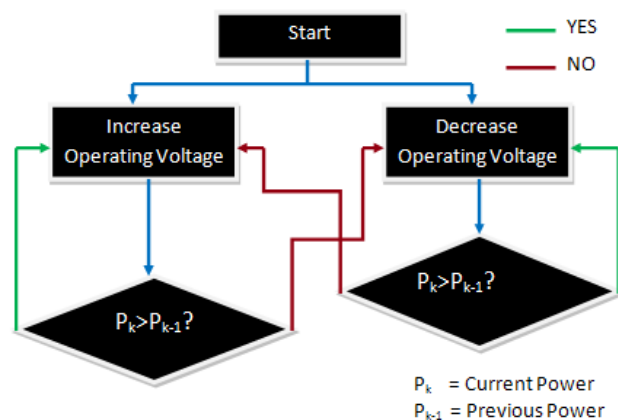 Start
YES
NO
Increase
Operating Voltage
Decrease
Operating Voltage
Pk>Pk-1?
Pk>Pk-1?
Pk = Current Power
Pk-1 = Previous Power